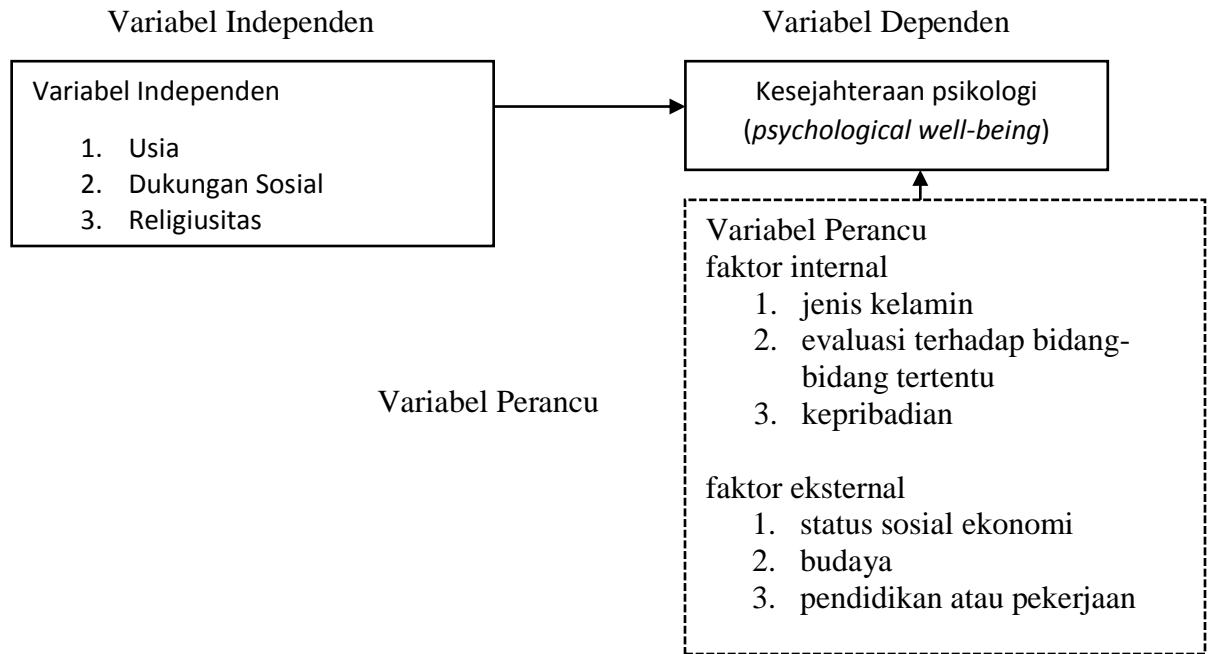 Variabel Independen
Variabel Dependen
Variabel Independen
1. Usia
2. Dukungan Sosial
3. Religiusitas
Kesejahteraan psikologi
(psychological well-being)
Variabel Perancu
Variabel Perancu
faktor internal
1. jenis kelamin
2. evaluasi terhadap bidang-
bidang tertentu
3. kepribadian
faktor eksternal
1. status sosial ekonomi
2. budaya
3. pendidikan atau pekerjaan